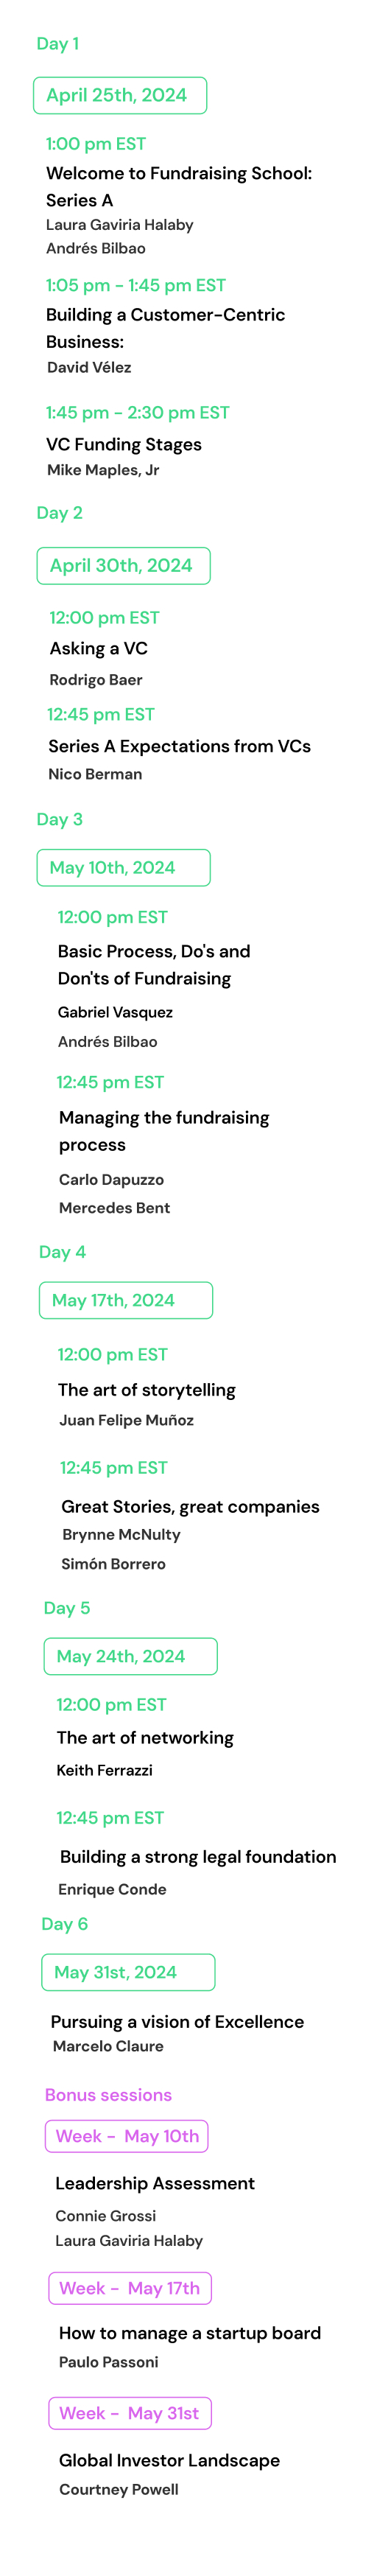 Day 1
April 25th, 2024
1:00 pm EST
Welcome to Fundraising School:
Series A
Laura Gaviria Halaby
Andrés Bilbao
1:05 pm - 1:45 pm EST
Building a Customer-Centric
Business:
David Vélez
1:45 pm - 2:30 pm EST
VC Funding Stages
Mike Maples, Jr
Day 2
April 30th, 2024
12:00 pm EST
Asking a VC
Rodrigo Baer
12:45 pm EST
Series A Expectations from VCs
Nico Berman
Day 3
May 10th, 2024
12:00 pm EST
Basic Process, Do's and
Don'ts of Fundraising
Gabriel Vasquez
Andrés Bilbao
12:45 pm EST
Managing the fundraising
process
Carlo Dapuzzo
Mercedes Bent
Day 4
May 17th, 2024
12:00 pm EST
The art of storytelling
Juan Felipe Muñoz
12:45 pm EST
Great Stories, great companies
Brynne McNulty
Simón Borrero
Day 5
May 24th, 2024
12:00 pm EST
The art of networking
Keith Ferrazzi
12:45 pm EST
Building a strong legal foundation
Enrique Conde
Day 6
May 31st, 2024
Pursuing a vision of Excellence
Marcelo Claure
Bonus sessions
Week - May 10th
Leadership Assessment
Connie Grossi
Laura Gaviria Halaby
Week - May 17th
How to manage a startup board
Paulo Passoni
Week - May 31st
Global Investor Landscape
Courtney Powell